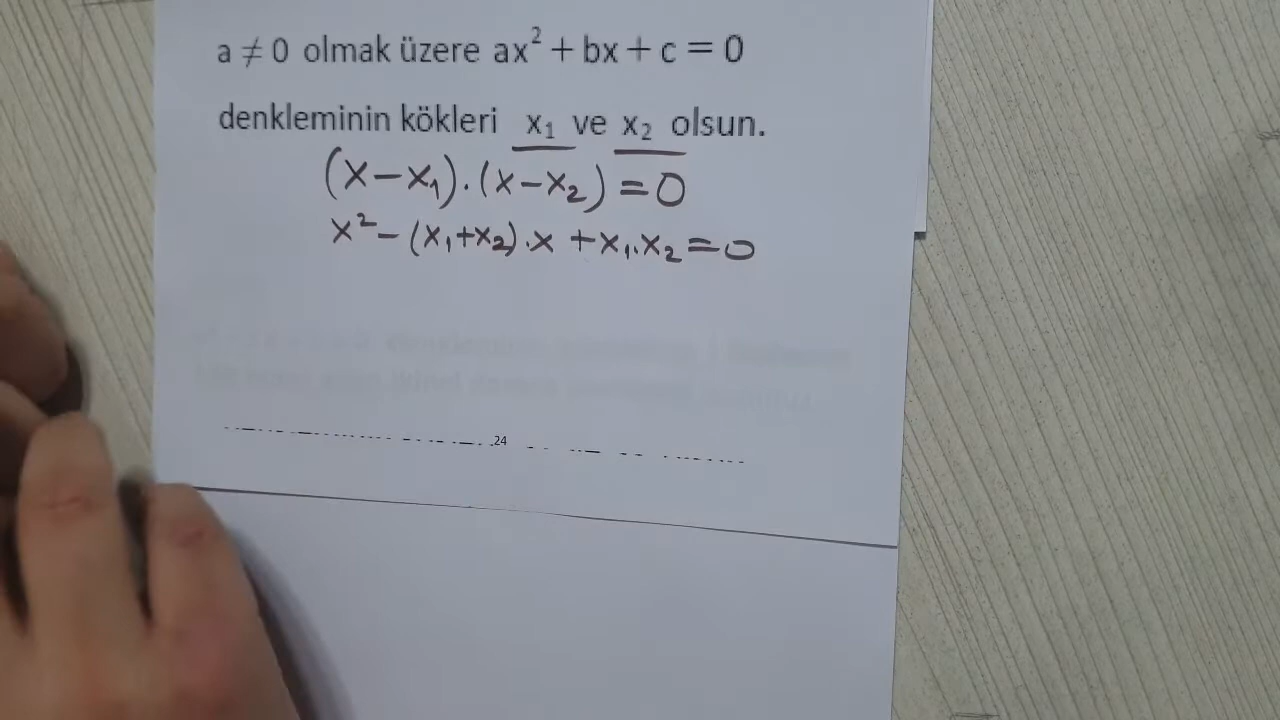 a ≠ 0 olmak üzere ax² + bx + c = 0
denkleminin kökleri x₁ ve x₂ olsun.
(x-x₁).(x-x₂)=0
x²-(x₁+x₂).x+x₁.x₂=0
24